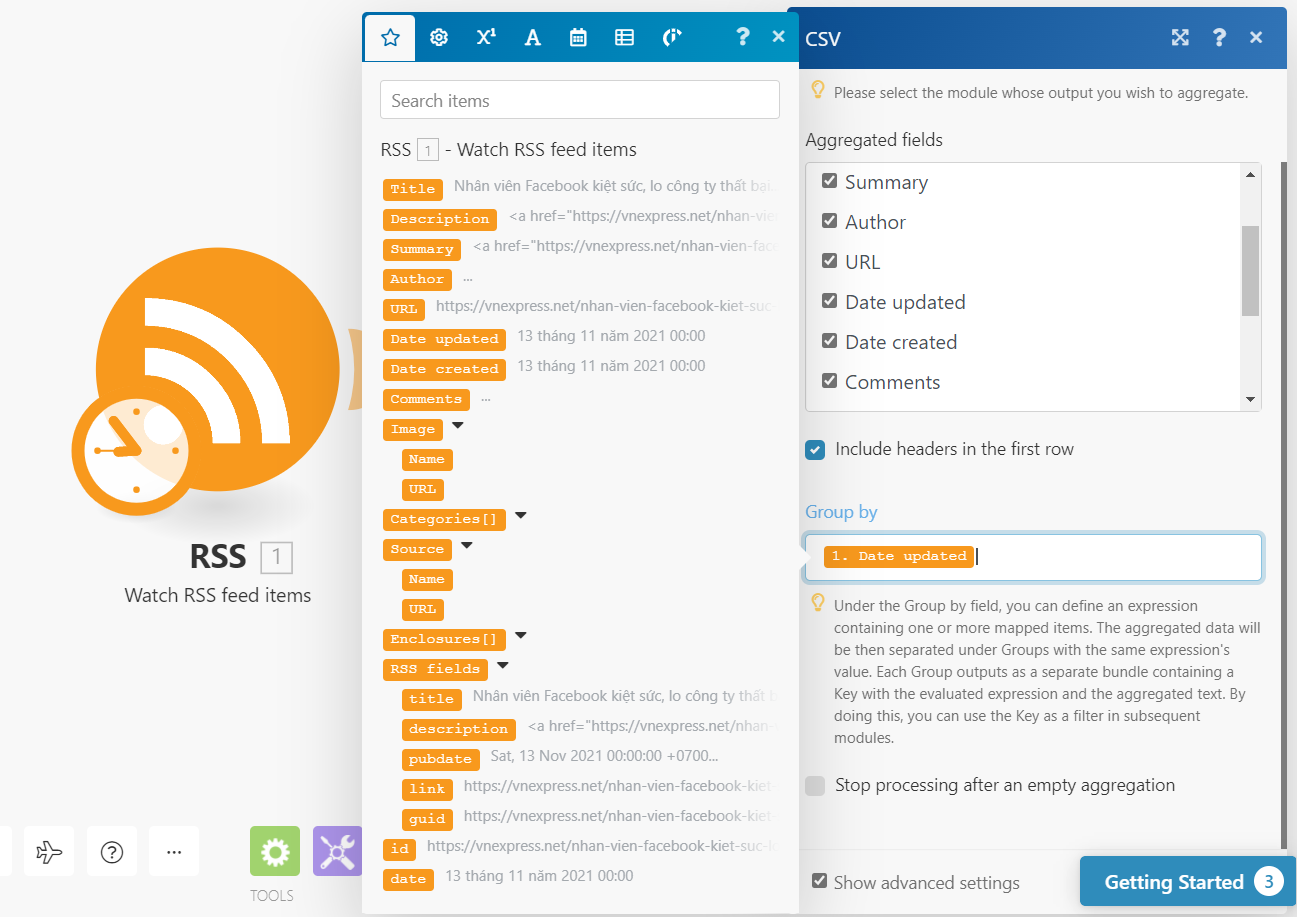 RSS 1
Watch RSS feed items
?
...
TOOLS
X¹ A ? ×
Search items
RSS 1 - Watch RSS feed items
Title Nhân viên Facebook kiệt sức, lo công ty thất bại.
Description <a href="https://vnexpress.net/nhan-vie
Summary <a href="https://vnexpress.net/nhan-vien-fac
Author ...
URL https://vnexpress.net/nhan-vien-facebook-kiet-suc-
Date updated 13 tháng 11 năm 2021 00:00
Date created 13 tháng 11 năm 2021 00:00
Comments ...
Image
Name
URL
Categories[]
Source
Name
URL
Enclosures[]
RSS fields
title Nhân viên Facebook kiệt sức, lo công ty thất b
description <a href="https://vnexpress.net/nhan-
pubdate Sat, 13 Nov 2021 00:00:00 +0700...
link https://vnexpress.net/nhan-vien-facebook-kiet-
guid https://vnexpress.net/nhan-vien-facebook-kiet-
id https://vnexpress.net/nhan-vien-facebook-kiet-suc-l
date 13 tháng 11 năm 2021 00:00
CSV ? ×
Please select the module whose output you wish to aggregate.
Aggregated fields
Summary
Author
URL
Date updated
Date created
Comments
Include headers in the first row
Group by
1. Date updated
Under the Group by field, you can define an expression
containing one or more mapped items. The aggregated data will
be then separated under Groups with the same expression's
value. Each Group outputs as a separate bundle containing a
Key with the evaluated expression and the aggregated text. By
doing this, you can use the Key as a filter in subsequent
modules.
Stop processing after an empty aggregation
Show advanced settings
Getting Started 3